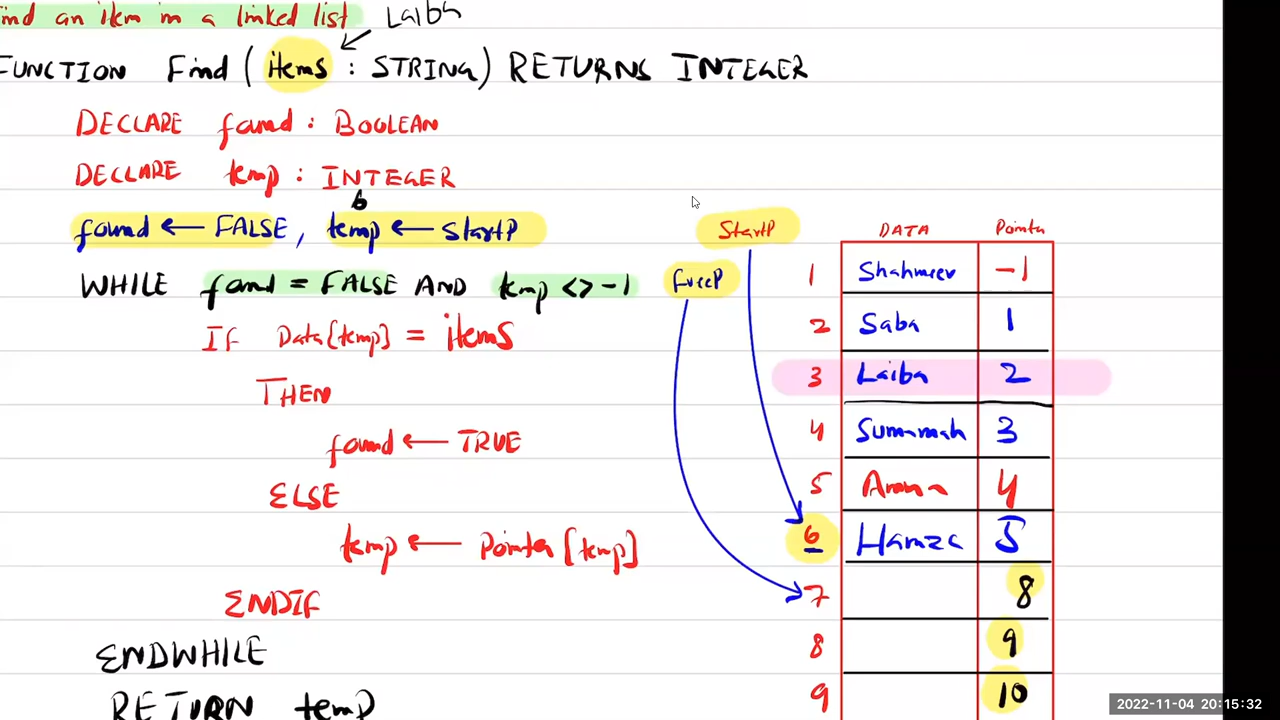 ind an item in a linked list Laiba
FUNCTION Find (items : STRING) RETURNS INTEGER
DECLARE found : BOOLEAN
DECLARE temp : INTEGER
6
found ← FALSE, temp ← StartP
WHILE found = FALSE AND temp <> -1
IF Data[temp] = items
THEN
found ← TRUE
ELSE
temp ← Pointer [temp]
ENDIF
ENDWHILE
RETURN temp
StartP
FreeP
DATA Pointer
1 Shahmeer -1
2 Saba 1
3 Laiba 2
4 Sumamah 3
5 4
6 Hamza 5
7 8
8 9
9 10
2022-11-04 20:15:32